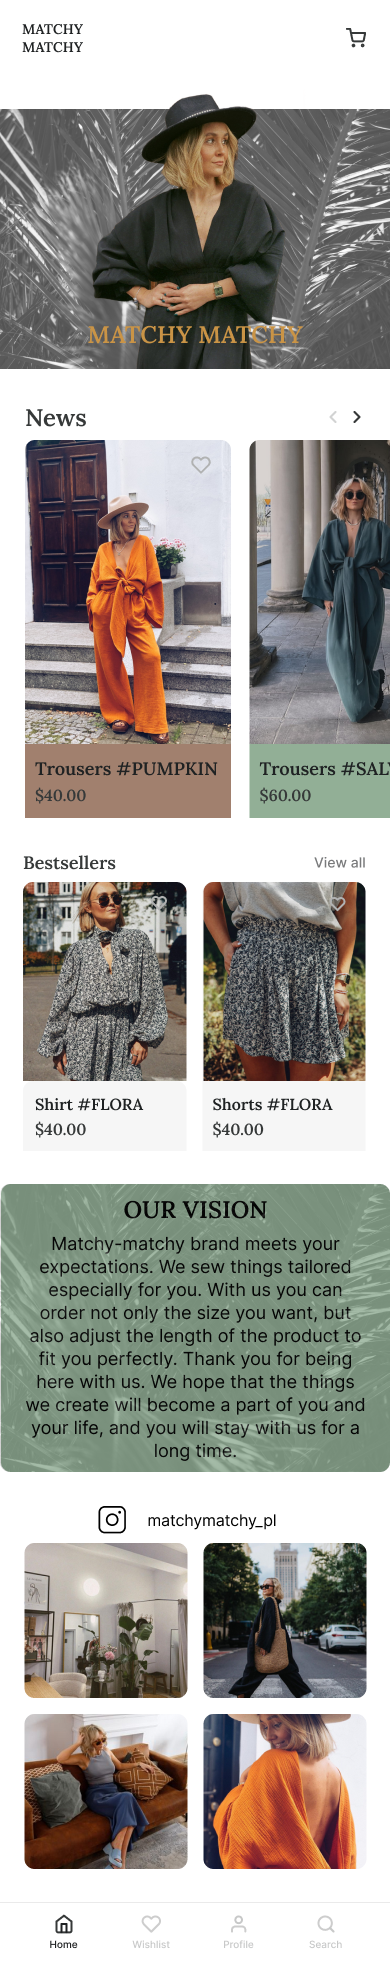 MATCHY
MATCHY
MATCHY MATCHY
News
Trousers #PUMPKIN
$40.00
Trousers #SAL
$60.00
Bestsellers
View all
Shirt #FLORA
$40.00
Shorts #FLORA
$40.00
OUR VISION
Matchy-matchy brand meets your
expectations. We sew things tailored
especially for you. With us you can
order not only the size you want, but
also adjust the length of the product to
fit you perfectly. Thank you for being
here with us. We hope that the things
we create will become a part of you and
your life, and you will stay with us for a
long time.
matchymatchy_pl
Home
Wishlist
Profile
Search